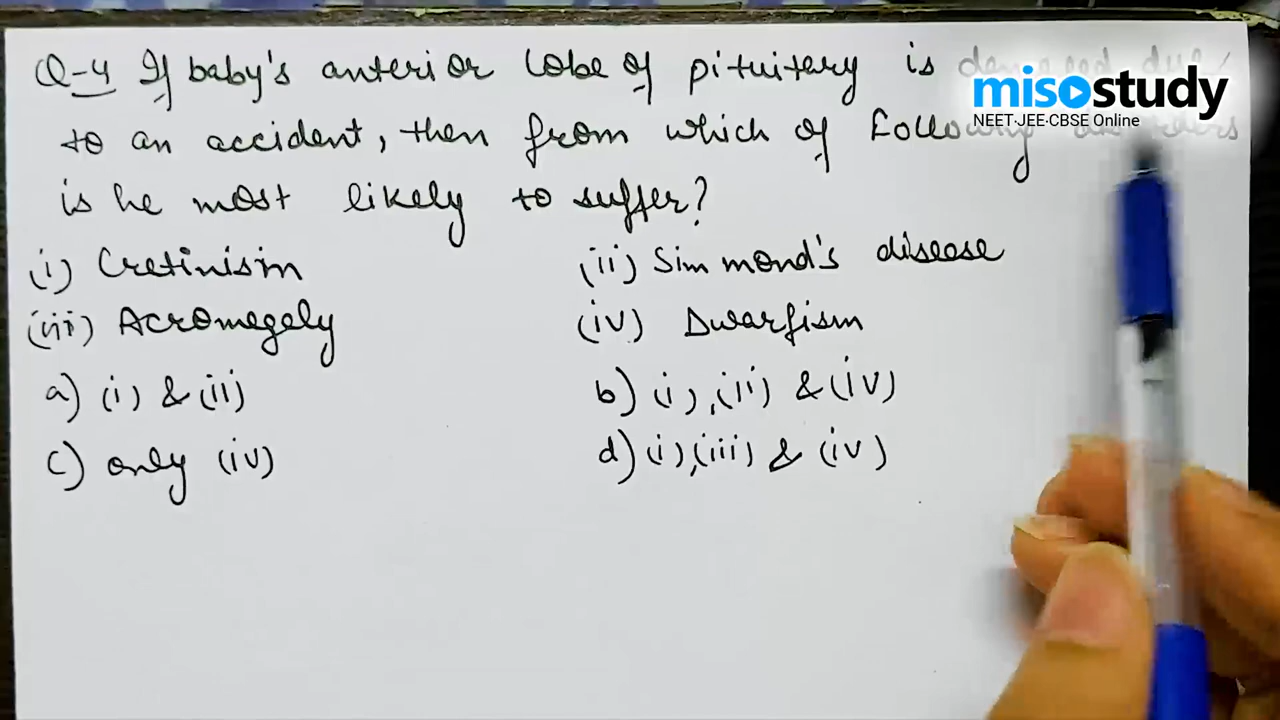 Q-4 If baby's anterior lobe of pituitary is
misostudy
NEET·JEE·CBSE Online
to an accident, then from which of
is he most likely to suffer?
(i) Cretinism (ii) Simmond's disease
(iii) Acromegely (iv) Dwarfism
a) (i) & (ii) b) (i), (ii) & (iv)
c) only (iv) d) (i), (iii) & (iv)